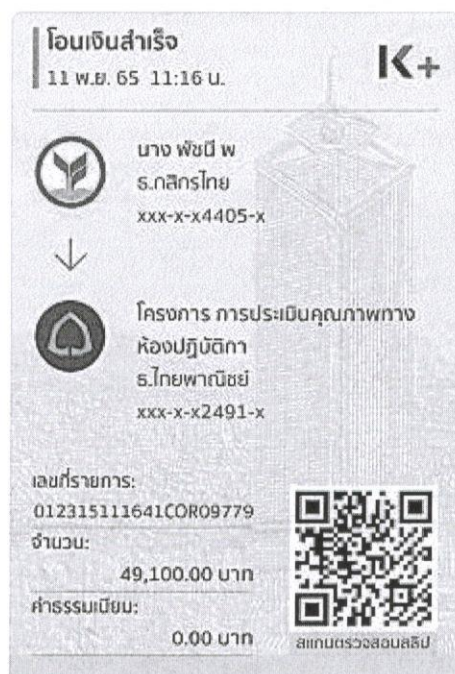 โอนเงินสำเร็จ
11 พ.ย. 65 11:16 น.
K+
นาง พัชนี พ
ธ.กสิกรไทย
xxx-x-x4405-x
โครงการ การประเมินคุณภาพทาง
ห้องปฏิบัติกา
ธ.ไทยพาณิชย์
xxx-x-x2491-x
เลขที่รายการ:
012315111641COR09779
จำนวน:
49,100.00 บาท
ค่าธรรมเนียม:
0.00 บาท
สแกนตรวจสอบสลิป